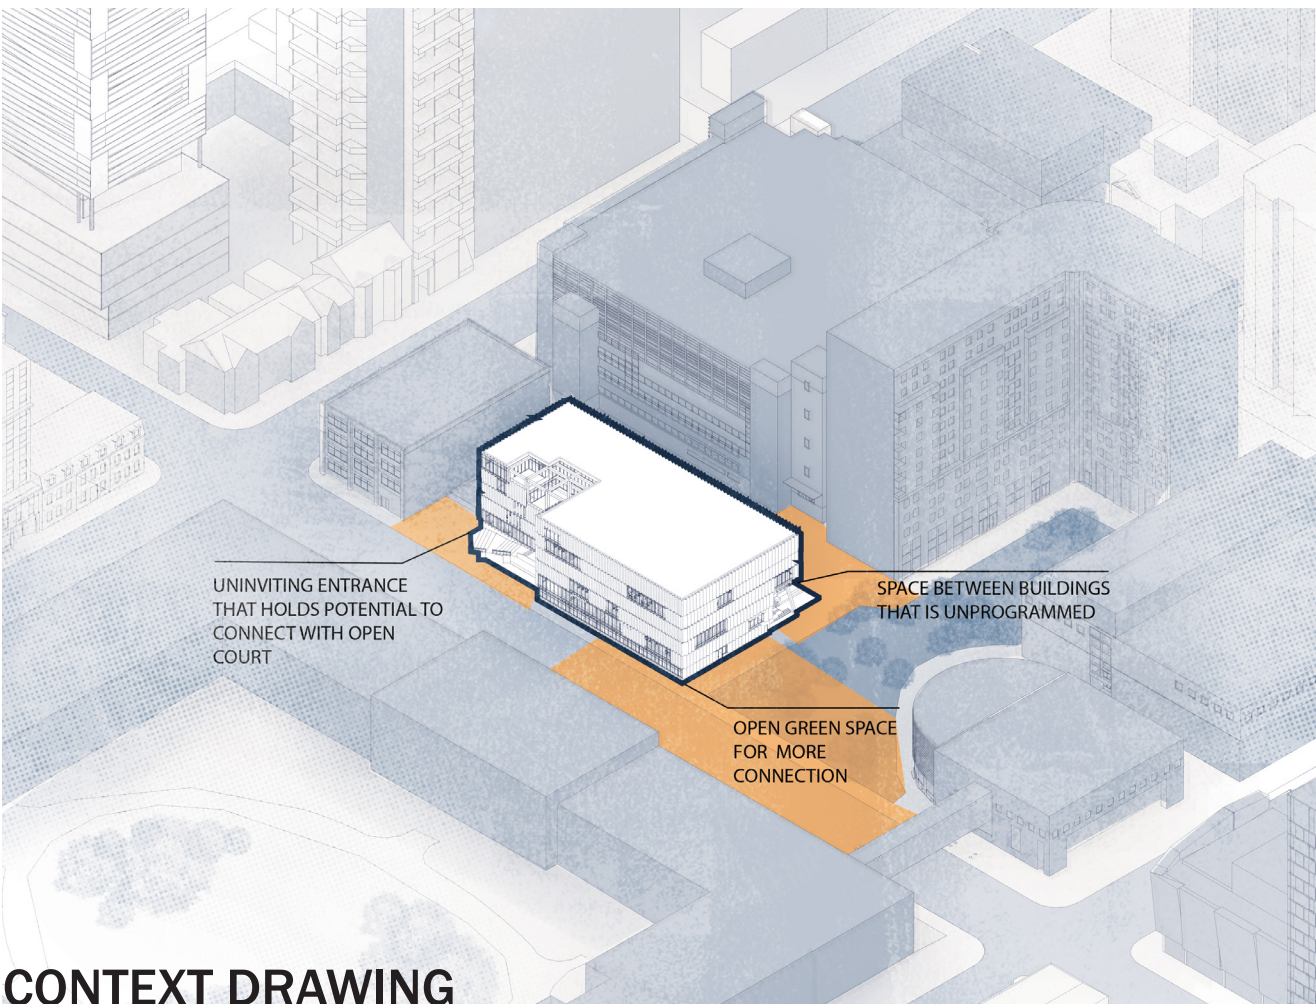 UNINVITING ENTRANCE
THAT HOLDS POTENTIAL TO
CONNECT WITH OPEN
COURT
SPACE BETWEEN BUILDINGS
THAT IS UNPROGRAMMED
OPEN GREEN SPACE
FOR MORE
CONNECTION
CONTEXT DRAWING